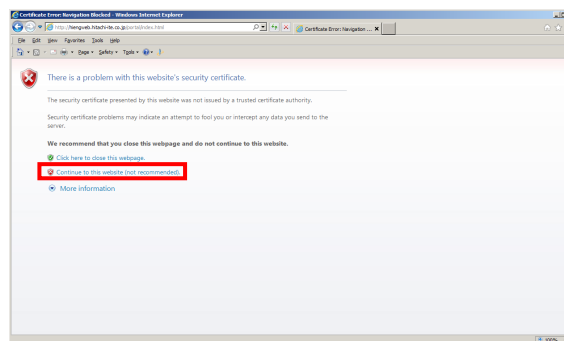 Certificate Error: Navigation Blocked - Windows Internet Explorer
Certificate Error: Navigation ...
File Edit View Favorites Tools Help
Page Safety Tools
There is a problem with this website's security certificate.
The security certificate presented by this website was not issued by a trusted certificate authority.
Security certificate problems may indicate an attempt to fool you or intercept any data you send to the
server.
We recommend that you close this webpage and do not continue to this website.
Click here to close this webpage.
Continue to this website (not recommended).
More information
100%